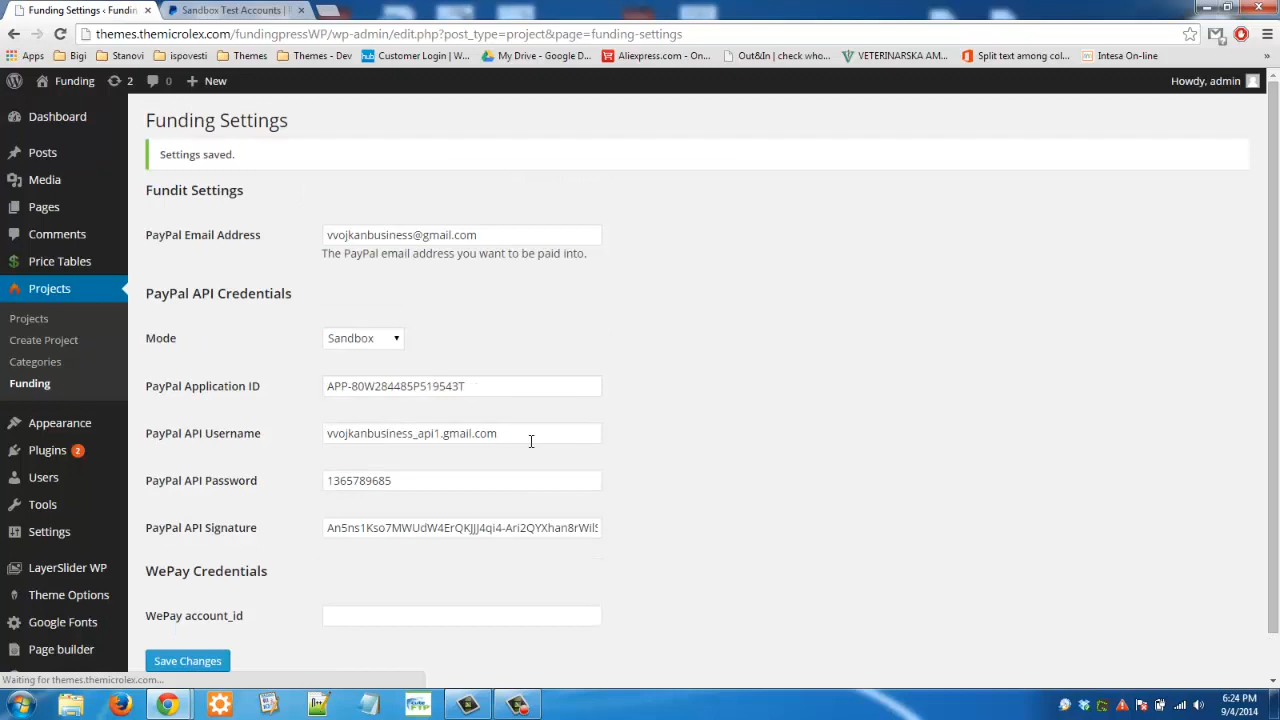 Funding Settings ‹ Fundin
Sandbox Test Accounts |
themes.themicrolex.com/fundingpressWP/wp-admin/edit.php?post_type=project&page=funding-settings
Apps Bigi Stanovi ispovesti Themes Themes - Dev Customer Login | W... My Drive - Google D... Aliexpress.com - On... Out&In | check who... VETERINARSKA AM... Split text among col... Intesa On-line »
Funding 2 0 New Howdy, admin
Dashboard
Posts
Media
Pages
Comments
Price Tables
Projects
Projects
Create Project
Categories
Funding
Appearance
Plugins 2
Users
Tools
Settings
LayerSlider WP
Theme Options
Google Fonts
Page builder
Funding Settings
Settings saved.
Fundit Settings
PayPal Email Address vvojkanbusiness@gmail.com
The PayPal email address you want to be paid into.
PayPal API Credentials
Mode Sandbox
PayPal Application ID APP-80W284485P519543T
PayPal API Username vvojkanbusiness_api1.gmail.com
PayPal API Password 1365789685
PayPal API Signature An5ns1Kso7MWUdW4ErQKJJJ4qi4-Ari2QYXhan8rWilS
WePay Credentials
WePay account_id
Save Changes
Waiting for themes.themicrolex.com...
6:24 PM
9/4/2014